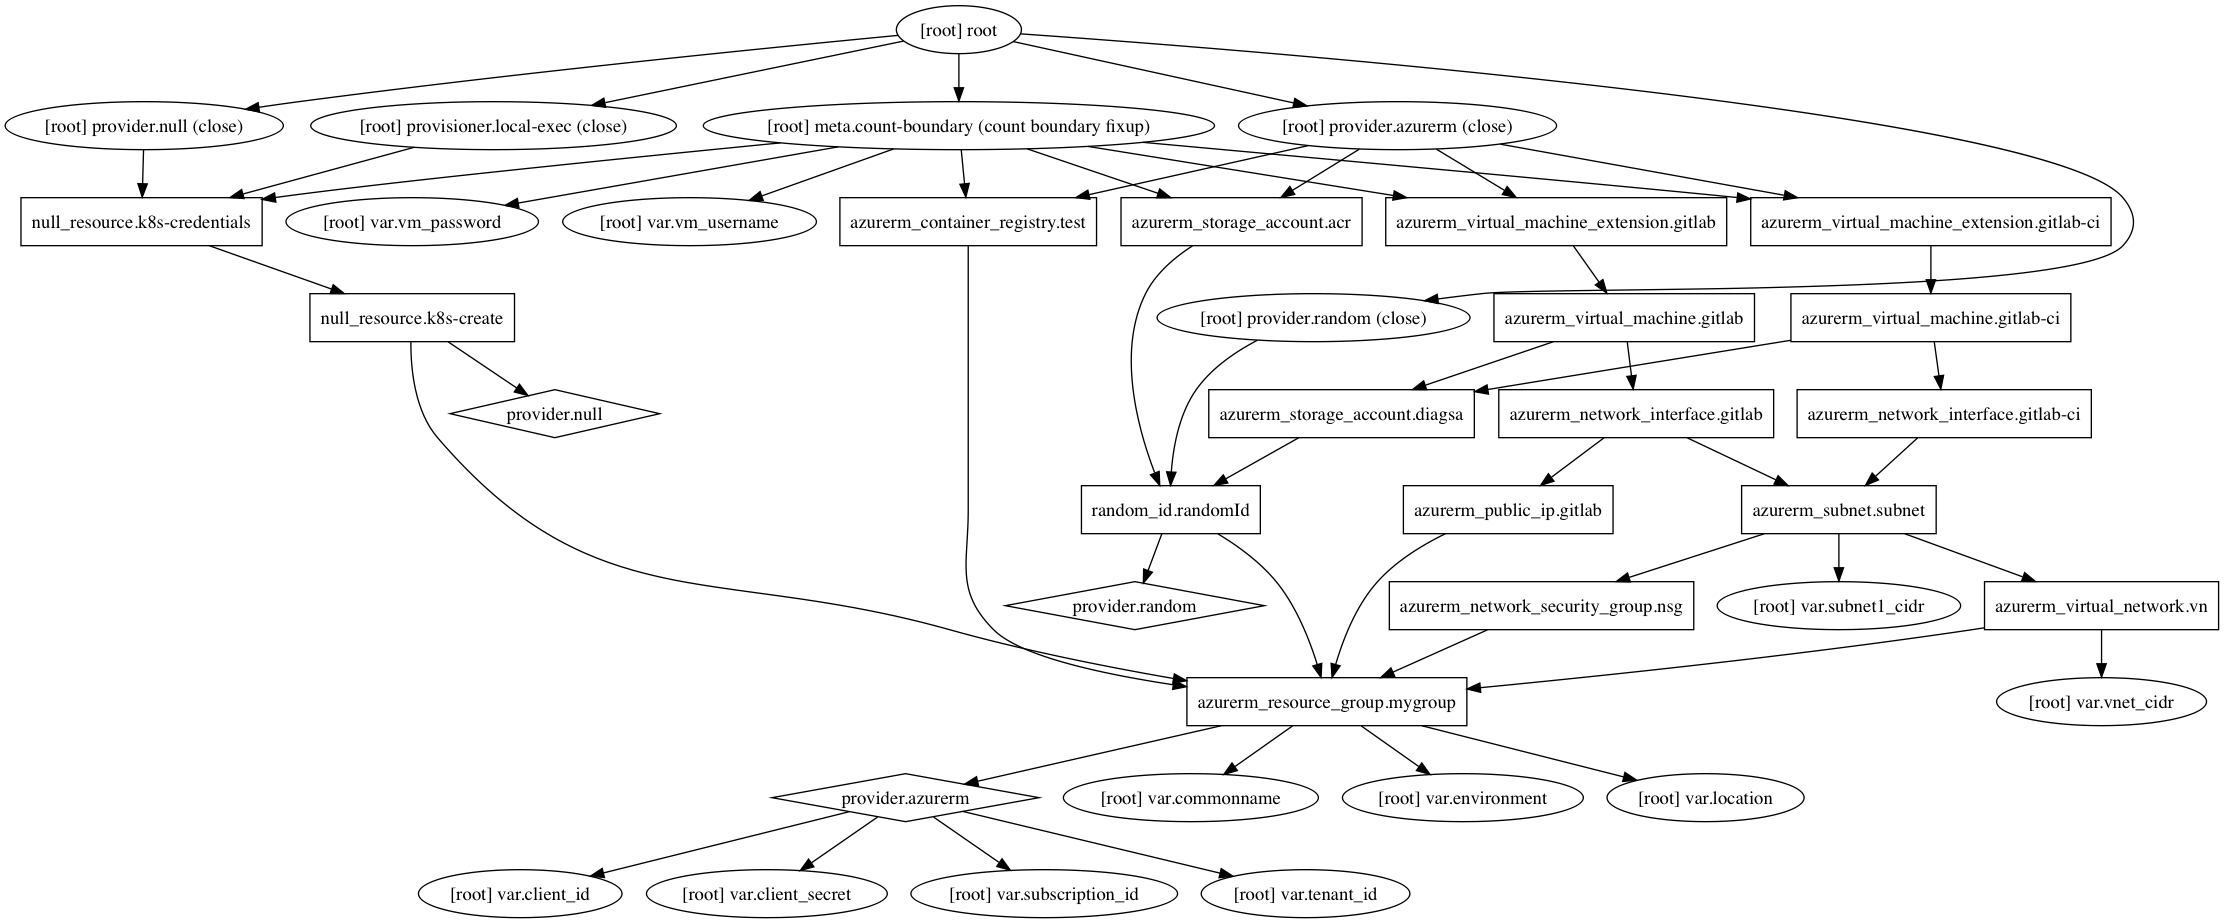 [root] root
[root] provider.null (close)
[root] provisioner.local-exec (close)
[root] meta.count-boundary (count boundary fixup)
[root] provider.azurerm (close)
null_resource.k8s-credentials
[root] var.vm_password
[root] var.vm_username
azurerm_container_registry.test
azurerm_storage_account.acr
azurerm_virtual_machine_extension.gitlab
azurerm_virtual_machine_extension.gitlab-ci
null_resource.k8s-create
[root] provider.random (close)
azurerm_virtual_machine.gitlab
azurerm_virtual_machine.gitlab-ci
provider.null
azurerm_storage_account.diagsa
azurerm_network_interface.gitlab
azurerm_network_interface.gitlab-ci
random_id.randomId
azurerm_public_ip.gitlab
azurerm_subnet.subnet
provider.random
azurerm_network_security_group.nsg
[root] var.subnet1_cidr
azurerm_virtual_network.vn
azurerm_resource_group.mygroup
[root] var.vnet_cidr
provider.azurerm
[root] var.commonname
[root] var.environment
[root] var.location
[root] var.client_id
[root] var.client_secret
[root] var.subscription_id
[root] var.tenant_id